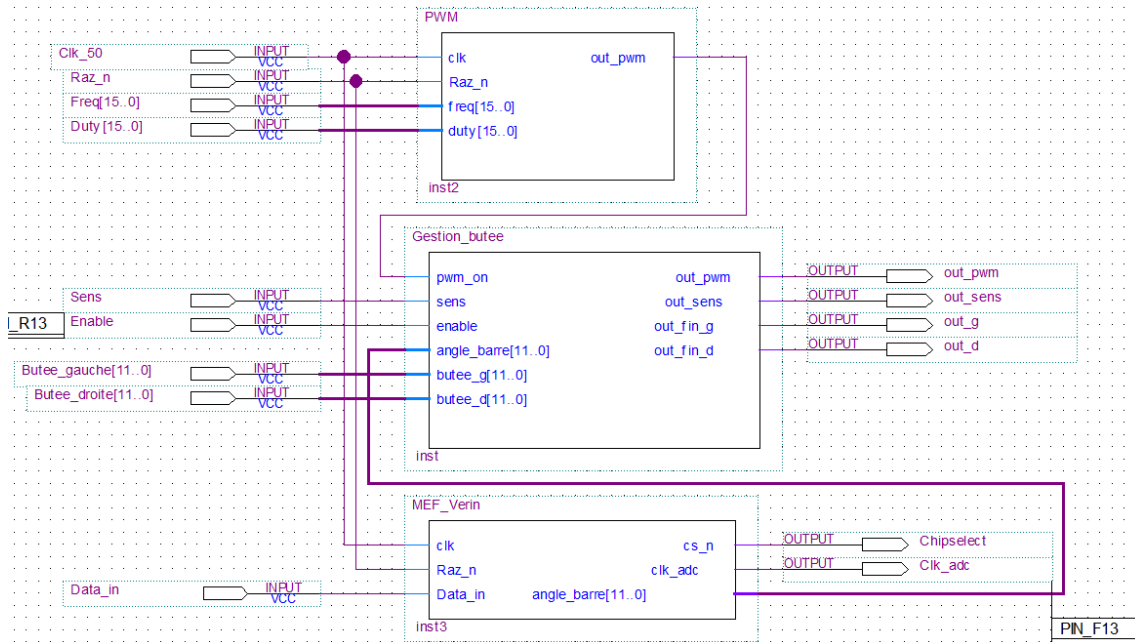 PWM
Clk_50 INPUT VCC clk out_pwm
Raz_n INPUT VCC Raz_n
Freq[15..0] INPUT VCC freq[15..0]
Duty[15..0] INPUT VCC duty[15..0]
inst2
Gestion_butee
pwm_on out_pwm OUTPUT out_pwm
Sens INPUT VCC sens out_sens OUTPUT out_sens
_R13 Enable INPUT VCC enable out_fin_g OUTPUT out_g
angle_barre[11..0] out_fin_d OUTPUT out_d
Butee_gauche[11..0] INPUT VCC butee_g[11..0]
Butee_droite[11..0] INPUT VCC butee_d[11..0]
inst
MEF_Verin
clk cs_n OUTPUT Chipselect
Raz_n clk_adc OUTPUT Clk_adc
Data_in INPUT VCC Data_in angle_barre[11..0]
inst3
PIN_F13